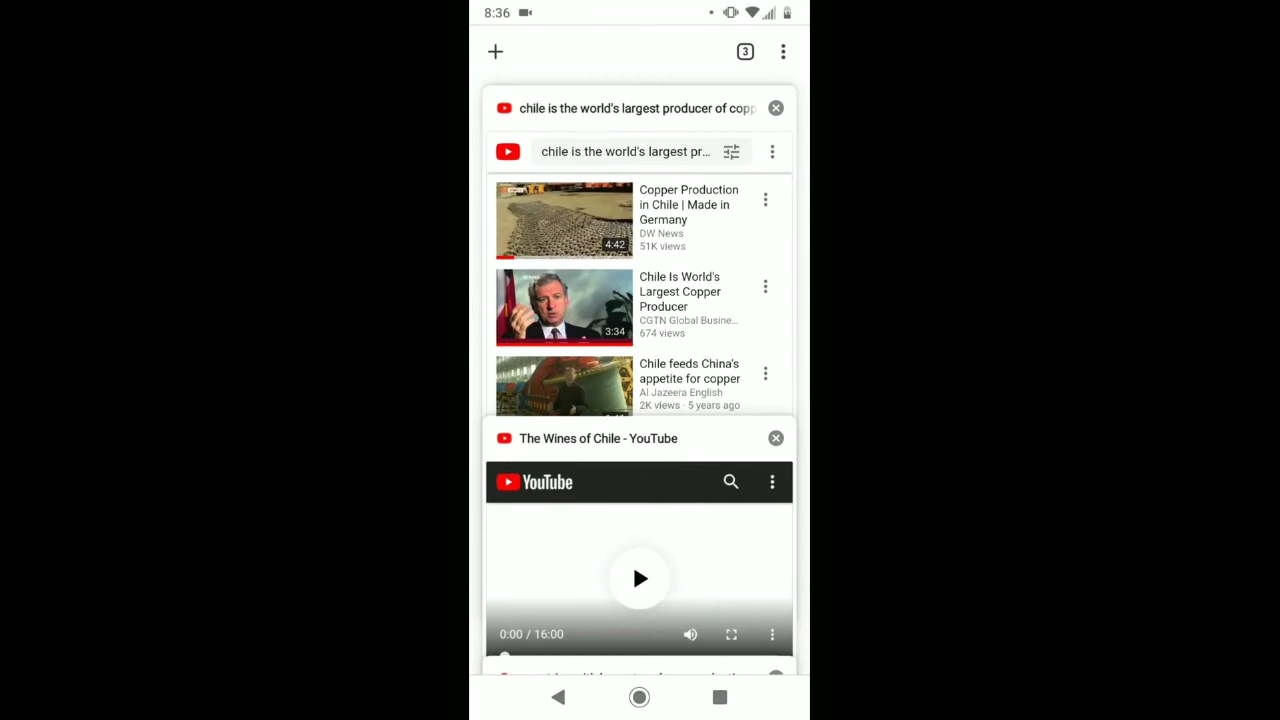 8:36
3
chile is the world's largest producer of copp
chile is the world's largest pr...
Copper Production
in Chile | Made in
Germany
DW News
51K views
4:42
Chile Is World's
Largest Copper
Producer
CGTN Global Busine...
674 views
3:34
Chile feeds China's
appetite for copper
Al Jazeera English
2K views · 5 years ago
The Wines of Chile - YouTube
YouTube
0:00 / 16:00